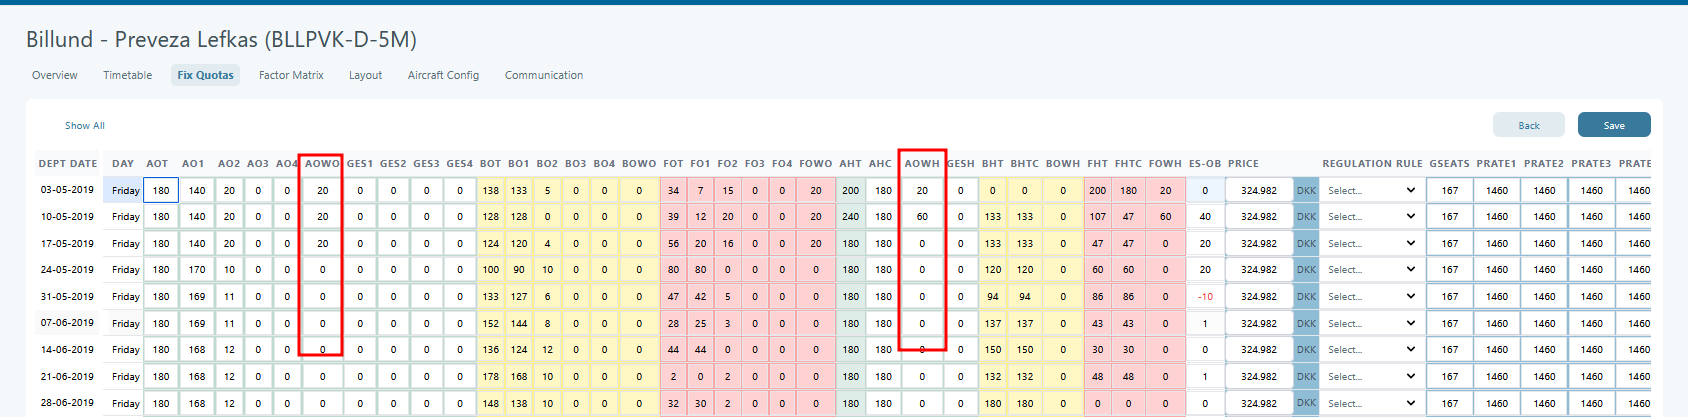 Billund - Preveza Lefkas (BLLPVK-D-5M)
Overview Timetable Fix Quotas Factor Matrix Layout Aircraft Config Communication
Show All Back Save
DEPT DATE DAY AOT AO1 AO2 AO3 AO4 AOWO GES1 GES2 GES3 GES4 BOT BO1 BO2 BO3 BO4 BOWO FOT FO1 FO2 FO3 FO4 FOWO AHT AHC AOWH GESH BHT BHTC BOWH FHT FHTC FOWH ES-OB PRICE REGULATION RULE GSEATS PRATE1 PRATE2 PRATE3 PRATE
03-05-2019 Friday 180 140 20 0 0 20 0 0 0 0 138 133 5 0 0 0 34 7 15 0 0 20 200 180 20 0 0 0 0 200 180 20 0 324.982 DKK Select... 167 1460 1460 1460 1460
10-05-2019 Friday 180 140 20 0 0 20 0 0 0 0 128 128 0 0 0 0 39 12 20 0 0 20 240 180 60 0 133 133 0 107 47 60 40 324.982 DKK Select... 167 1460 1460 1460 1460
17-05-2019 Friday 180 140 20 0 0 20 0 0 0 0 124 120 4 0 0 0 56 20 16 0 0 20 180 180 0 0 133 133 0 47 47 0 20 324.982 DKK Select... 167 1460 1460 1460 1460
24-05-2019 Friday 180 170 10 0 0 0 0 0 0 0 100 90 10 0 0 0 80 80 0 0 0 0 180 180 0 0 120 120 0 60 60 0 20 324.982 DKK Select... 167 1460 1460 1460 1460
31-05-2019 Friday 180 169 11 0 0 0 0 0 0 0 133 127 6 0 0 0 47 42 5 0 0 0 180 180 0 0 94 94 0 86 86 0 -10 324.982 DKK Select... 167 1460 1460 1460 1460
07-06-2019 Friday 180 169 11 0 0 0 0 0 0 0 152 144 8 0 0 0 28 25 3 0 0 0 180 180 0 0 137 137 0 43 43 0 1 324.982 DKK Select... 167 1460 1460 1460 1460
14-06-2019 Friday 180 168 12 0 0 0 0 0 0 0 136 124 12 0 0 0 44 44 0 0 0 0 180 180 0 0 150 150 0 30 30 0 0 324.982 DKK Select... 167 1460 1460 1460 1460
21-06-2019 Friday 180 168 12 0 0 0 0 0 0 0 178 168 10 0 0 0 2 0 2 0 0 0 180 180 0 0 132 132 0 48 48 0 1 324.982 DKK Select... 167 1460 1460 1460 1460
28-06-2019 Friday 180 168 12 0 0 0 0 0 0 0 148 138 10 0 0 0 32 30 2 0 0 0 180 180 0 0 180 180 0 0 0 0 0 324.982 DKK Select... 167 1460 1460 1460 1460